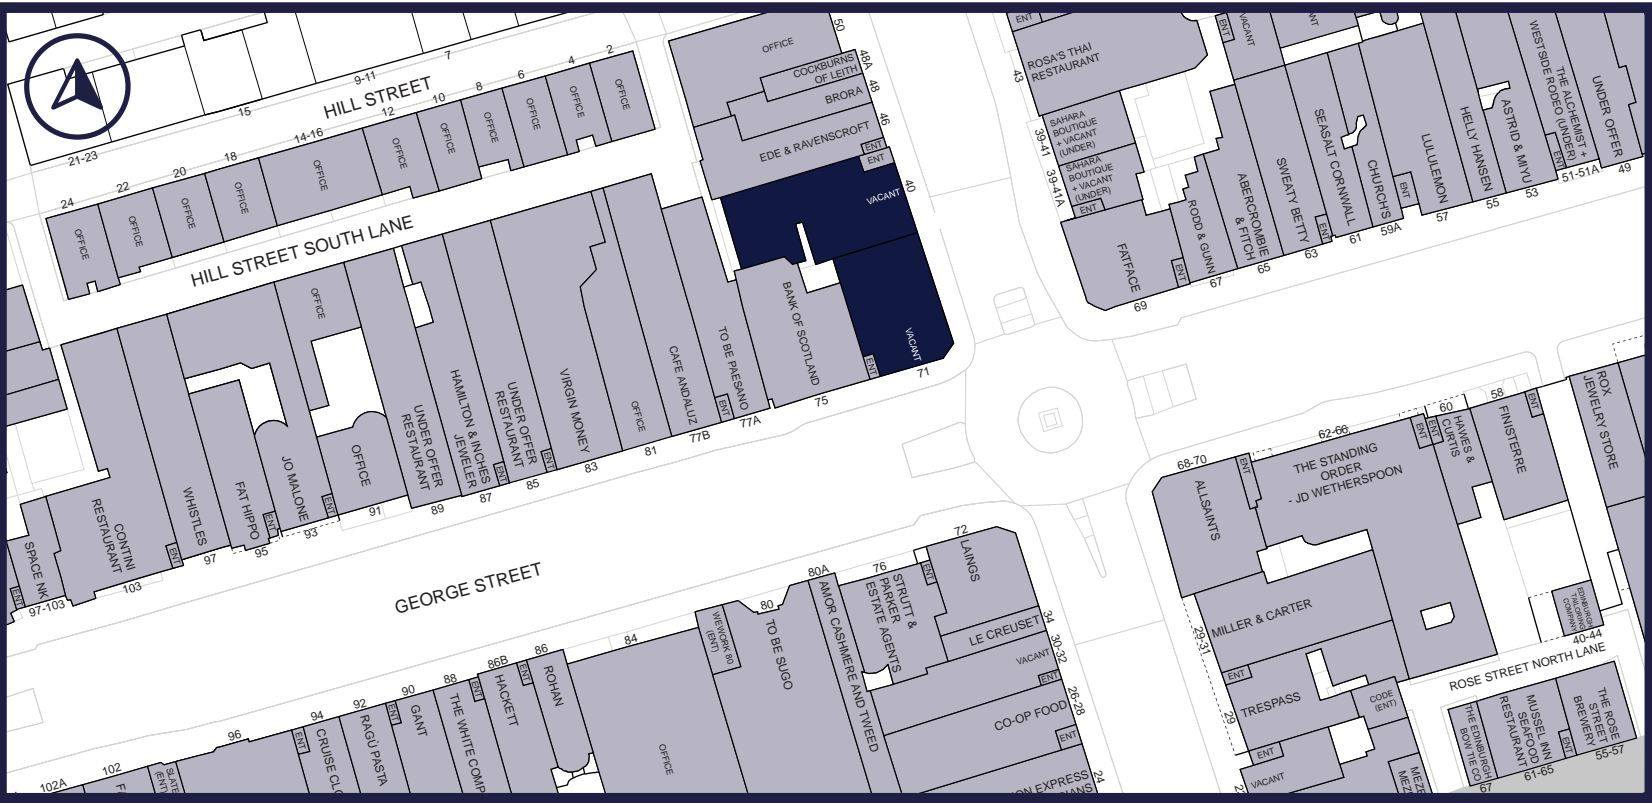 50
OFFICE
48A
COCKBURNS
OF LEITH
48
BRORA
46
EDE & RAVENSCROFT
ENT
ENT
40
VACANT
VACANT
ENT
71
BANK OF SCOTLAND
75
2
4
6
8
10
12
14-16
18
20
22
24
7
9-11
15
21-23
HILL STREET
OFFICE
OFFICE
OFFICE
OFFICE
OFFICE
OFFICE
OFFICE
OFFICE
OFFICE
OFFICE
OFFICE
HILL STREET SOUTH LANE
OFFICE
SPACE NK
ENT
97-103
CONTINI
RESTAURANT
103
ENT
WHISTLES
97
FAT HIPPO
ENT
95
JO MALONE
ENT
93
OFFICE
91
UNDER OFFER
RESTAURANT
89
HAMILTON & INCHES
JEWELER
ENT
87
UNDER OFFER
RESTAURANT
ENT
85
VIRGIN MONEY
83
OFFICE
81
CAFE ANDALUZ
77B
ENT
TO BE PAESANO
77A
GEORGE STREET
ENT
43
ROSA'S THAI
RESTAURANT
39-41
SAHARA
BOUTIQUE
+ VACANT
(UNDER)
39-41A
SAHARA
BOUTIQUE
+ VACANT
(UNDER)
ENT
FATFACE
69
ENT
RODD & GUNN
67
ABERCROMBIE
& FITCH
65
SWEATY BETTY
63
ENT
SEASALT CORNWALL
61
CHURCH'S
59A
ENT
LULULEMON
57
HELLY HANSEN
55
ASTRID & MIYU
53
WESTSIDE RODEO (UNDER)
THE ALCHEMIST +
(UNDER)
ENT
51-51A
UNDER OFFER
49
ENT
VACANT
ROX
JEWELRY STORE
58
ENT
FINISTERRE
60
HAWES &
CURTIS
ENT
ENT
62-66
THE STANDING
ORDER
- JD WETHERSPOON
68-70
ENT
ALLSAINTS
MILLER & CARTER
29-31
ENT
TRESPASS
29
ENT
VACANT
CODE
(ENT)
EDINBURGH
TAILORING
COMPANY
40-44
ROSE STREET NORTH LANE
THE EDINBURGH
BOW TIE CO
67
MUSSEL INN
SEAFOOD
RESTAURANT
61-65
ENT
THE ROSE
STREET
BREWERY
55-57
72
LAINGS
ENT
76
STRUTT &
PARKER
ESTATE AGENTS
34
LE CREUSET
30-32
VACANT
ENT
26-28
CO-OP FOOD
ENT
24
80A
AMOR CASHMERE AND TWEED
80
TO BE SUGO
WEWORK 80
(ENT)
84
OFFICE
86
ROHAN
ENT
86B
HACKETT
ENT
88
THE WHITE COMP
90
GANT
ENT
92
RAGÙ PASTA
94
CRUISE CLO
ENT
96
102
102A